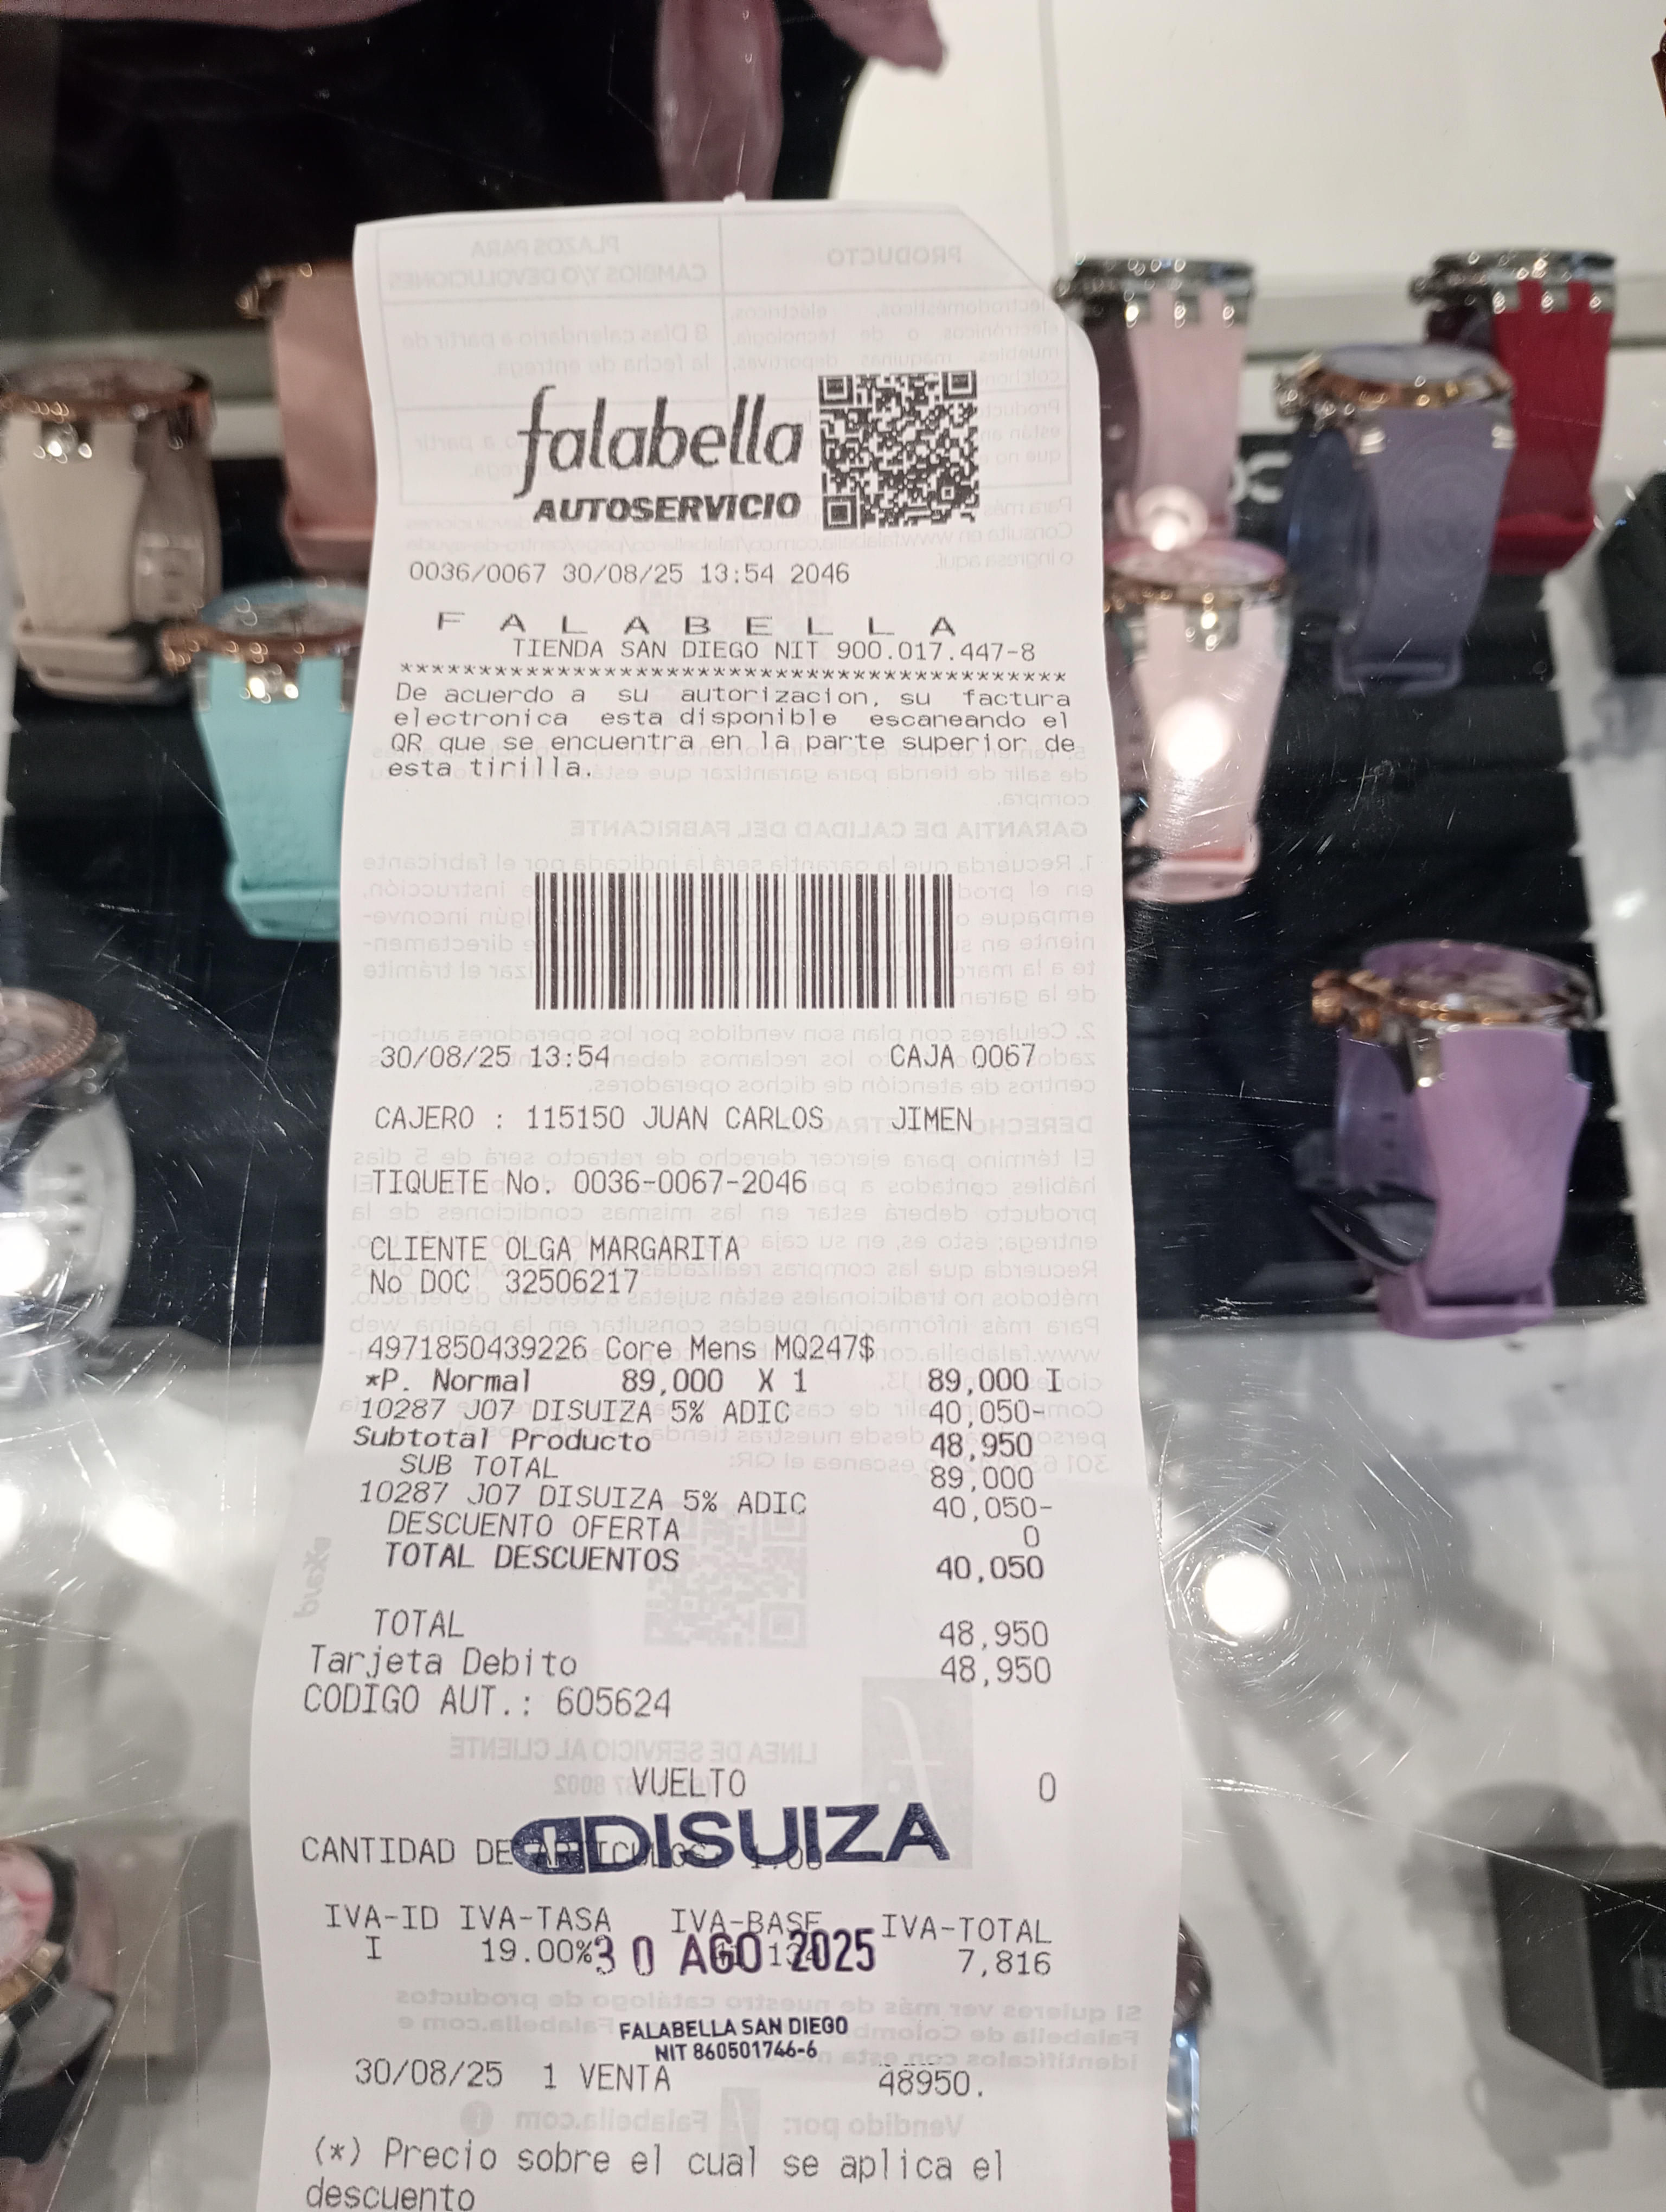 falabella
AUTOSERVICIO
0036/0067 30/08/25 13:54 2046
F A L A B E L L A
TIENDA SAN DIEGO NIT 900.017.447-8
******************************************
De acuerdo a su autorizacion, su factura
electronica esta disponible escaneando el
QR que se encuentra en la parte superior de
esta tirilla.
30/08/25 13:54 CAJA 0067
CAJERO : 115150 JUAN CARLOS JIMEN
TIQUETE No. 0036-0067-2046
CLIENTE OLGA MARGARITA
No DOC 32506217
4971850439226 Core Mens MQ247$
*P. Normal 89,000 X 1 89,000 I
10287 J07 DISUIZA 5% ADIC 40,050-
Subtotal Producto 48,950
SUB TOTAL 89,000
10287 J07 DISUIZA 5% ADIC 40,050-
DESCUENTO OFERTA 0
TOTAL DESCUENTOS 40,050
TOTAL 48,950
Tarjeta Debito 48,950
CODIGO AUT.: 605624
VUELTO 0
DISUIZA
CANTIDAD DE ARTICULOS
IVA-ID IVA-TASA IVA-BASE IVA-TOTAL
I 19.00% 7,816
30 AGO 2025
FALABELLA SAN DIEGO
NIT 860501746-6
30/08/25 1 VENTA 48950.
(*) Precio sobre el cual se aplica el
descuento